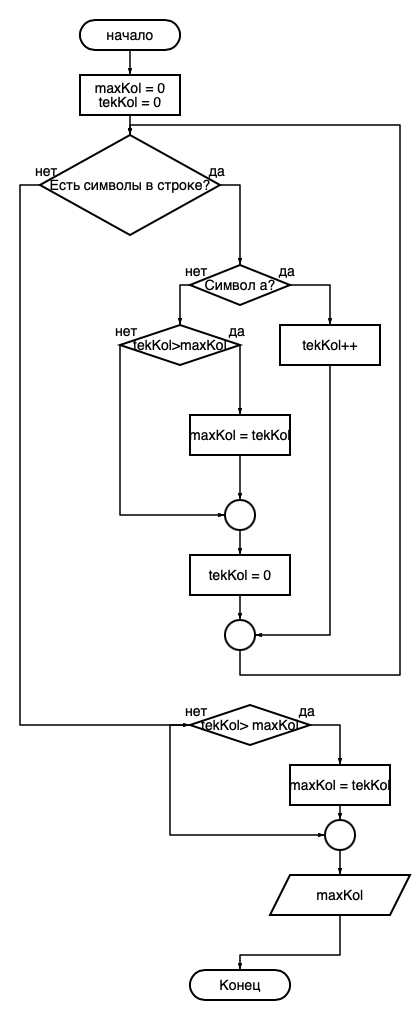 начало
maxKol = 0
tekKol = 0
нет
да
Есть символы в строке?
нет
да
Символ а?
нет
да
tekKol>maxKol
tekKol++
maxKol = tekKol
tekKol = 0
нет
да
tekKol> maxKol
maxKol = tekKol
maxKol
Конец